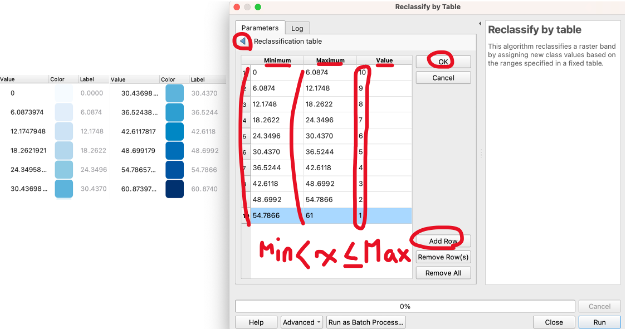 Reclassify by Table
Parameters Log
Reclassification table
Minimum Maximum Value
1 0 6.0874 10
2 6.0874 12.1748 9
3 12.1748 18.2622 8
4 18.2622 24.3496 7
5 24.3496 30.4370 6
6 30.4370 36.5244 5
7 36.5244 42.6118 4
8 42.6118 48.6992 3
9 48.6992 54.7866 2
10 54.7866 61 1
OK
Cancel
Add Row
Remove Row(s)
Remove All
Min<x≤Max
Reclassify by table
This algorithm reclassifies a raster band
by assigning new class values based on
the ranges specified in a fixed table.
Value Color Label Value Color Label
0 0.0000 30.43698... 30.4370
6.0873974 6.0874 36.52438... 36.5244
12.1747948 12.1748 42.6117817 42.6118
18.2621921 18.2622 48.699179 48.6992
24.34958... 24.3496 54.78657... 54.7866
30.43698... 30.4370 60.87397... 60.8740
0% Cancel
Help Advanced Run as Batch Process... Close Run